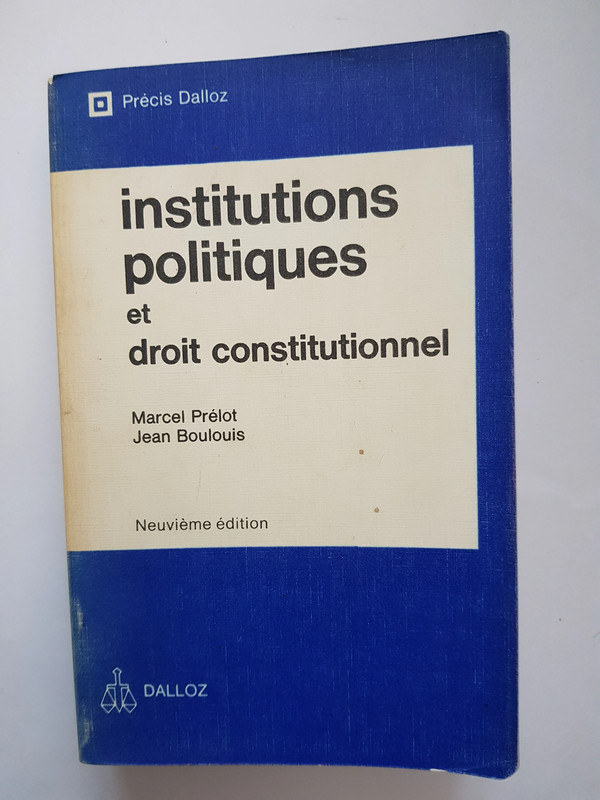 Précis Dalloz
institutions
politiques
et
droit constitutionnel
Marcel Prélot
Jean Boulouis
Neuvième édition
DALLOZ